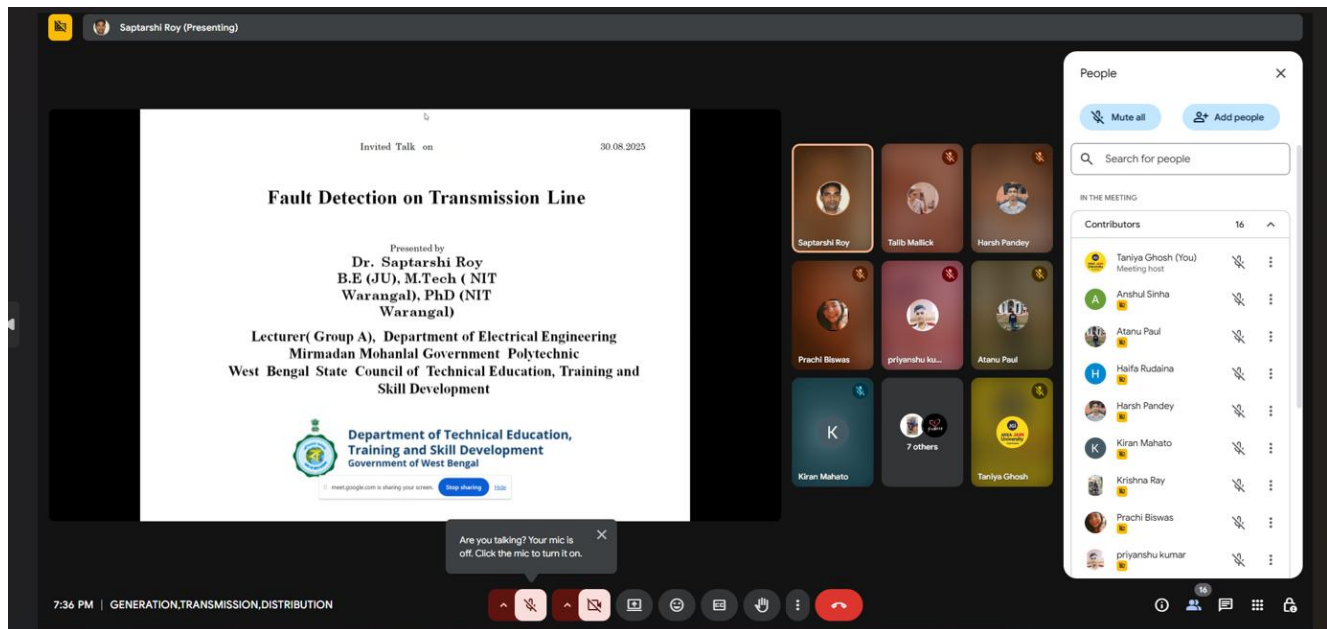 Saptarshi Roy (Presenting)
Invited Talk on
30.08.2025
Fault Detection on Transmission Line
Presented by
Dr. Saptarshi Roy
B.E (JU), M.Tech ( NIT
Warangal), PhD (NIT
Warangal)
Lecturer( Group A), Department of Electrical Engineering
Mirmadan Mohanlal Government Polytechnic
West Bengal State Council of Technical Education, Training and
Skill Development
Department of Technical Education,
Training and Skill Development
Government of West Bengal
meet.google.com is sharing your screen.
Stop sharing
Hide
Saptarshi Roy
Talib Mallick
Harsh Pandey
Prachi Biswas
priyanshu ku...
Atanu Paul
K
Kiran Mahato
7 others
JGI
Taniya Ghosh
People
Mute all
Add people
Search for people
IN THE MEETING
Contributors
16
Taniya Ghosh (You)
Meeting host
A
Anshul Sinha
Atanu Paul
H
Haifa Rudaina
Harsh Pandey
K
Kiran Mahato
Krishna Ray
Prachi Biswas
priyanshu kumar
Are you talking? Your mic is
off. Click the mic to turn it on.
7:36 PM | GENERATION,TRANSMISSION,DISTRIBUTION
16